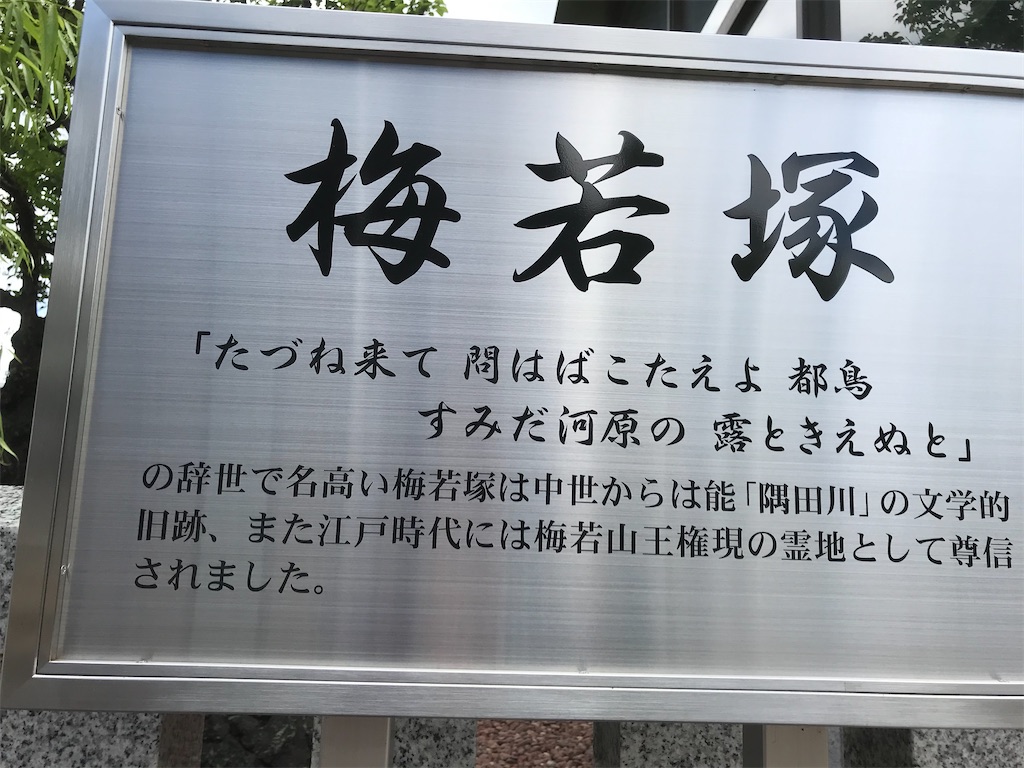 梅若塚
「たづね来て 問はばこたえよ 都鳥
すみだ河原の 露ときえぬと」
の辞世で名高い梅若塚は中世からは能「隅田川」の文学的
旧跡、また江戸時代には梅若山王権現の霊地として尊信
されました。